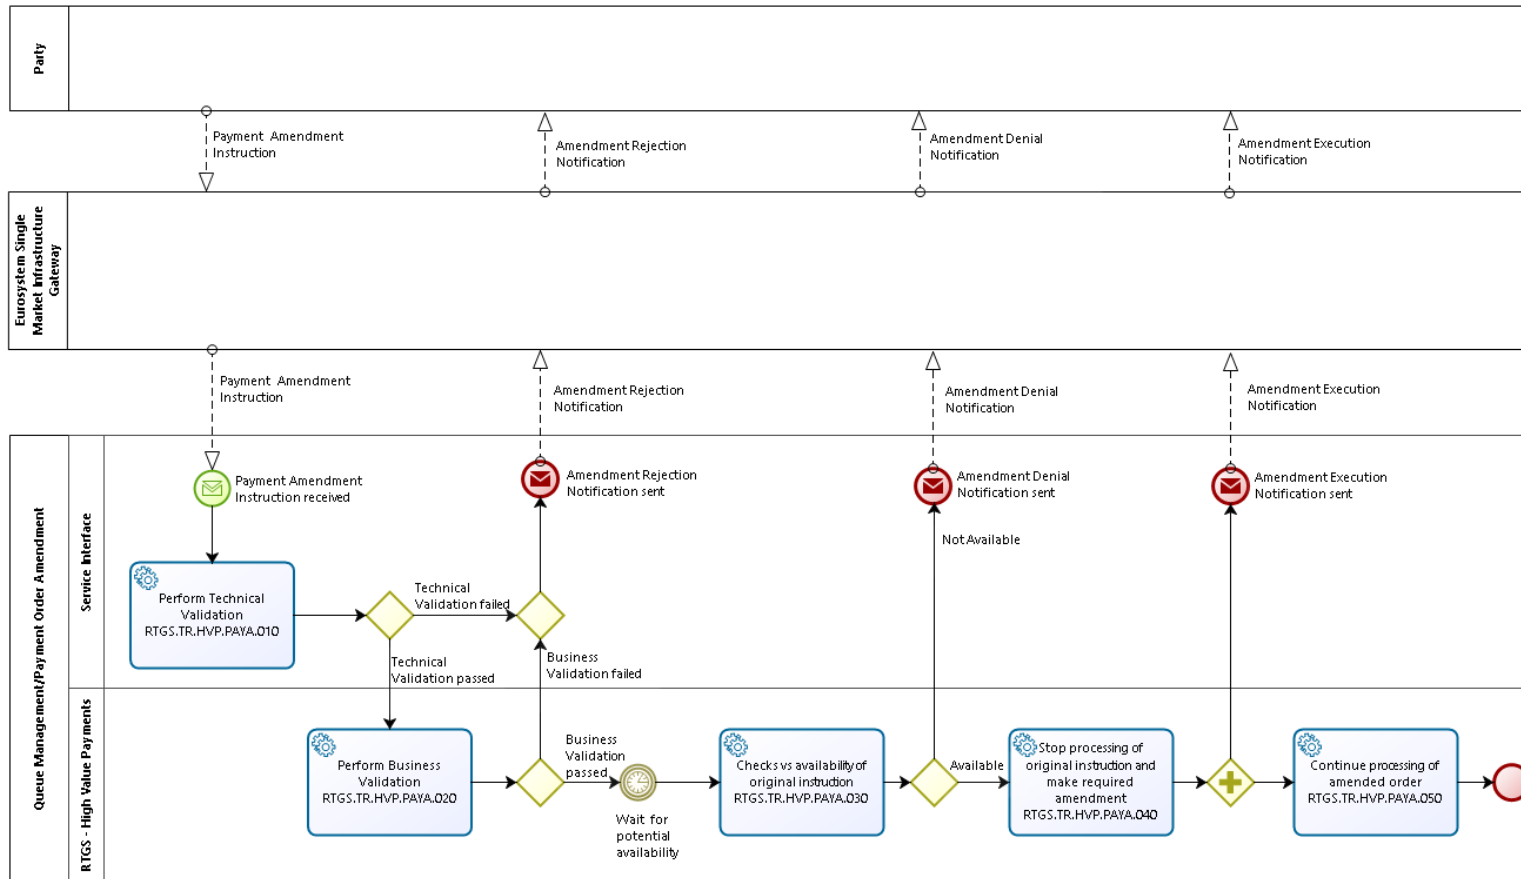 Party
Payment Amendment
Instruction
Amendment Rejection
Notification
Amendment Denial
Notification
Amendment Execution
Notification
Eurosystem Single
Market Infrastructure
Gateway
Payment Amendment
Instruction
Amendment Rejection
Notification
Amendment Denial
Notification
Amendment Execution
Notification
Queue Management/Payment Order Amendment
Service Interface
Payment Amendment
Instruction received
Amendment Rejection
Notification sent
Amendment Denial
Notification sent
Amendment Execution
Notification sent
Not Available
Perform Technical
Validation
RTGS.TR.HVP.PAYA.010
Technical
Validation failed
Technical
Validation passed
Business
Validation failed
RTGS - High Value Payments
Perform Business
Validation
RTGS.TR.HVP.PAYA.020
Business
Validation
passed
Wait for
potential
availability
Checks vs availability of
original instruction
RTGS.TR.HVP.PAYA.030
Available
Stop processing of
original instruction and
make required
amendment
RTGS.TR.HVP.PAYA.040
Continue processing of
amended order
RTGS.TR.HVP.PAYA.050